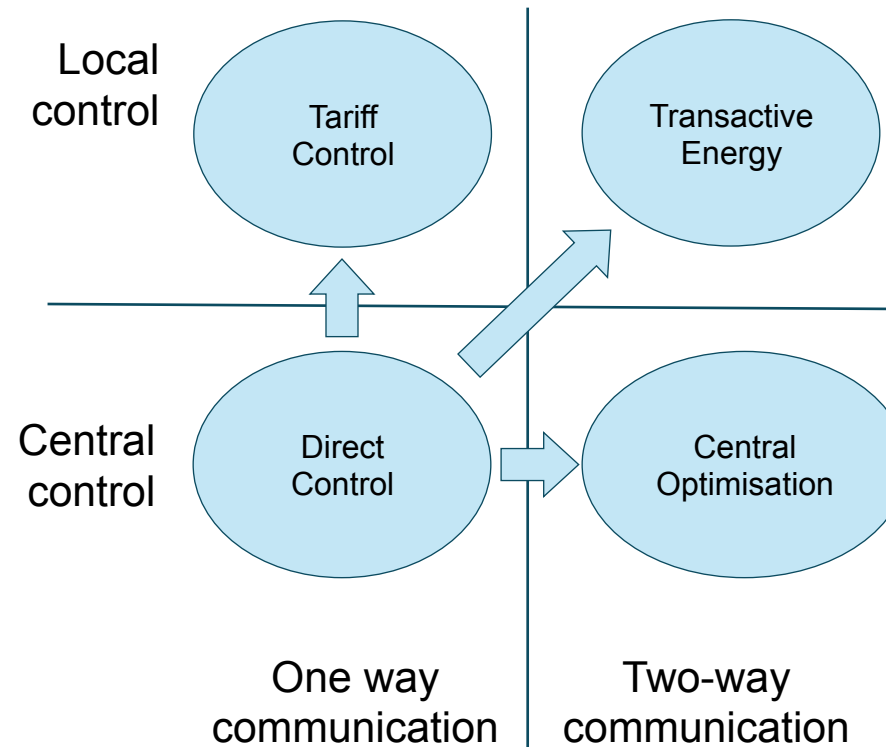 Local
control
Tariff
Control
Transactive
Energy
Central
control
Direct
Control
Central
Optimisation
One way
communication
Two-way
communication